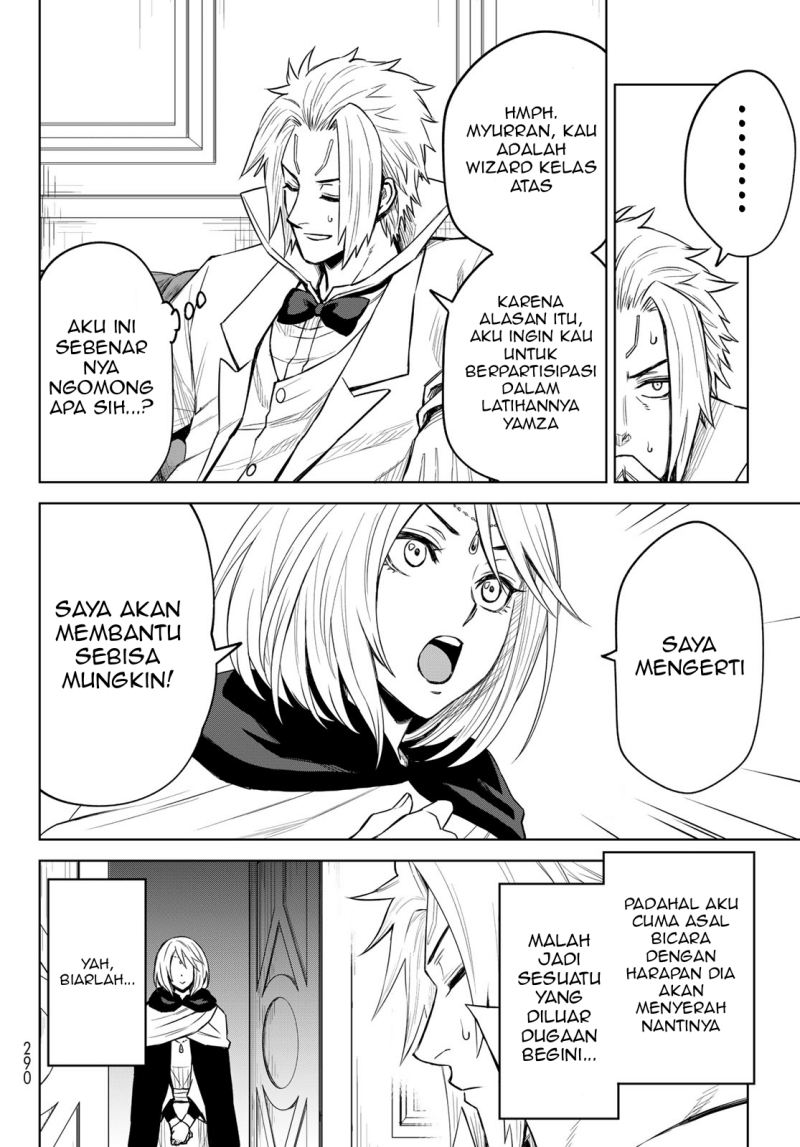 ......
HMPH.
MYURRAN, KAU
ADALAH
WIZARD KELAS
ATAS
KARENA
ALASAN ITU,
AKU INGIN KAU
UNTUK
BERPARTISIPASI
DALAM
LATIHANNYA
YAMZA
AKU INI
SEBENAR
NYA
NGOMONG
APA SIH...?
SAYA
MENGERTI
SAYA AKAN
MEMBANTU
SEBISA
MUNGKIN!
PADAHAL AKU
CUMA ASAL
BICARA
DENGAN
HARAPAN DIA
AKAN
MENYERAH
NANTINYA
MALAH
JADI
SESUATU
YANG
DILUAR
DUGAAN
BEGINI...
YAH,
BIARLAH...
290